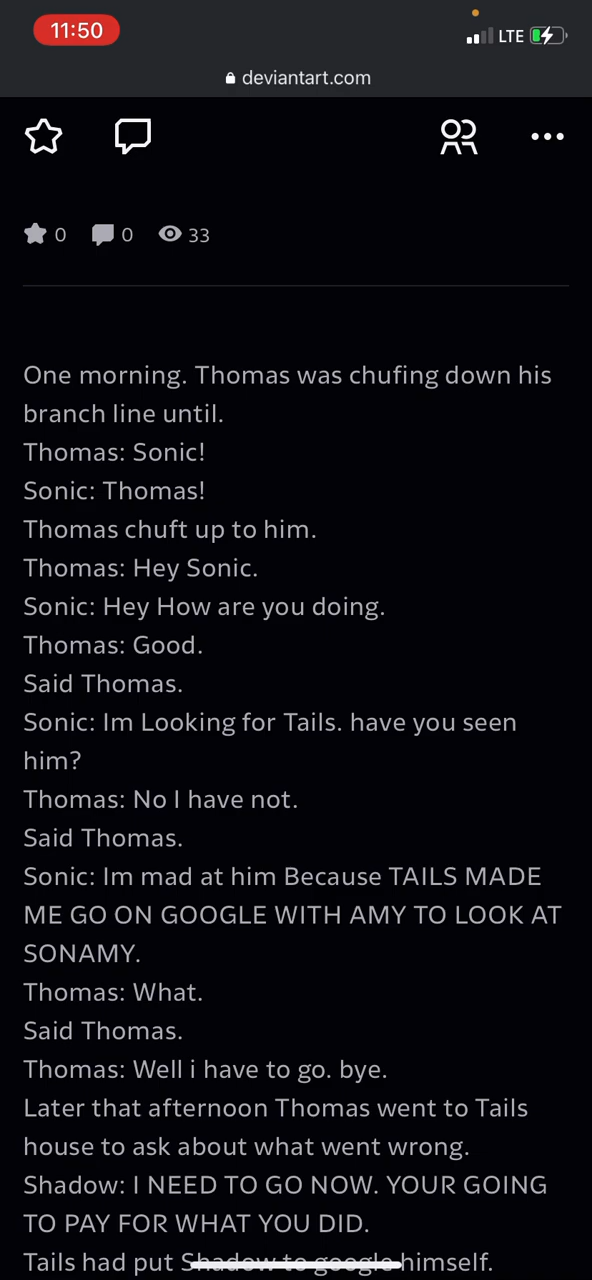 11:50
LTE
deviantart.com
0 0 33
One morning. Thomas was chufing down his
branch line until.
Thomas: Sonic!
Sonic: Thomas!
Thomas chuft up to him.
Thomas: Hey Sonic.
Sonic: Hey How are you doing.
Thomas: Good.
Said Thomas.
Sonic: Im Looking for Tails. have you seen
him?
Thomas: No I have not.
Said Thomas.
Sonic: Im mad at him Because TAILS MADE
ME GO ON GOOGLE WITH AMY TO LOOK AT
SONAMY.
Thomas: What.
Said Thomas.
Thomas: Well i have to go. bye.
Later that afternoon Thomas went to Tails
house to ask about what went wrong.
Shadow: I NEED TO GO NOW. YOUR GOING
TO PAY FOR WHAT YOU DID.
Tails had put Shadow to google himself.